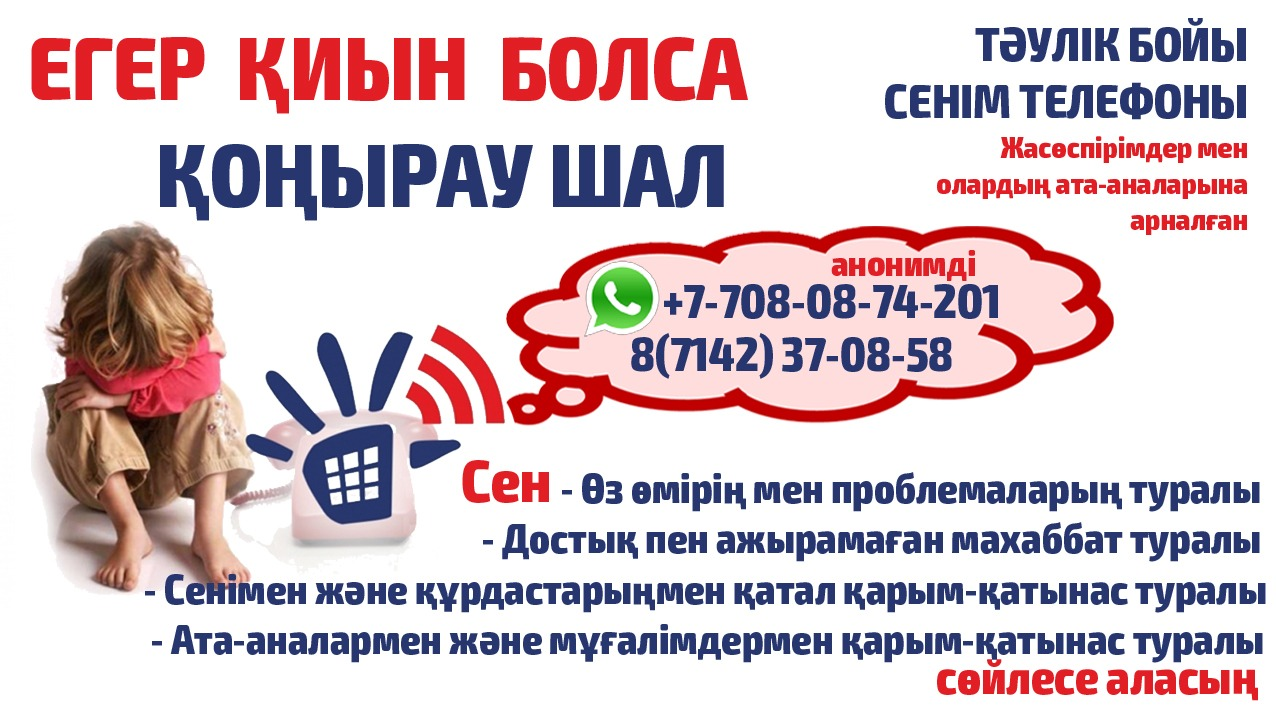 ЕГЕР ҚИЫН БОЛСА
ҚОҢЫРАУ ШАЛ
ТӘУЛІК БОЙЫ
СЕНІМ ТЕЛЕФОНЫ
Жасөспірімдер мен
олардың ата-аналарына
арналған
анонимді
+7-708-08-74-201
8(7142) 37-08-58
Сен - Өз өмірің мен проблемаларың туралы
- Достық пен ажырамаған махаббат туралы
- Сенімен және құрдастарыңмен қатал қарым-қатынас туралы
- Ата-аналармен және мұғалімдермен қарым-қатынас туралы
сөйлесе аласың